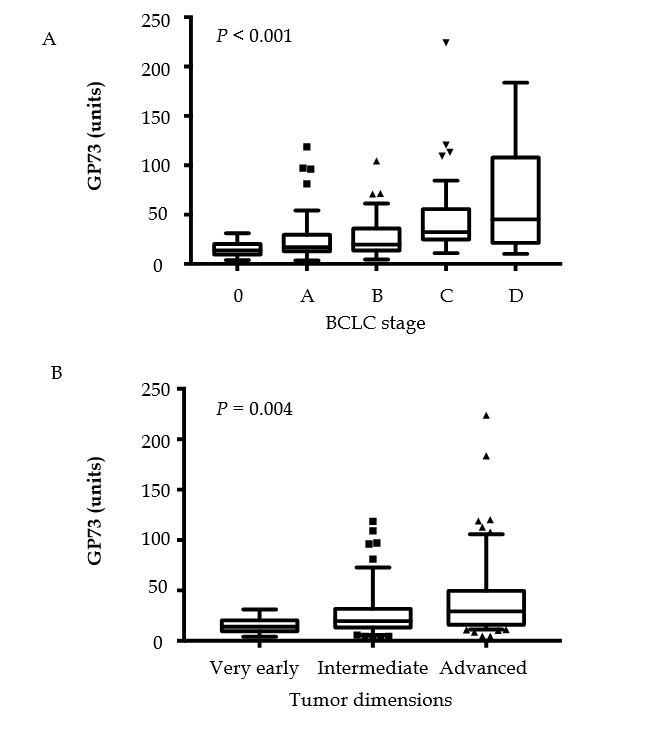 A
P < 0.001
GP73 (units)
250
200
150
100
50
0
0 A B C D
BCLC stage
B
P = 0.004
GP73 (units)
250
200
150
100
50
0
Very early Intermediate Advanced
Tumor dimensions